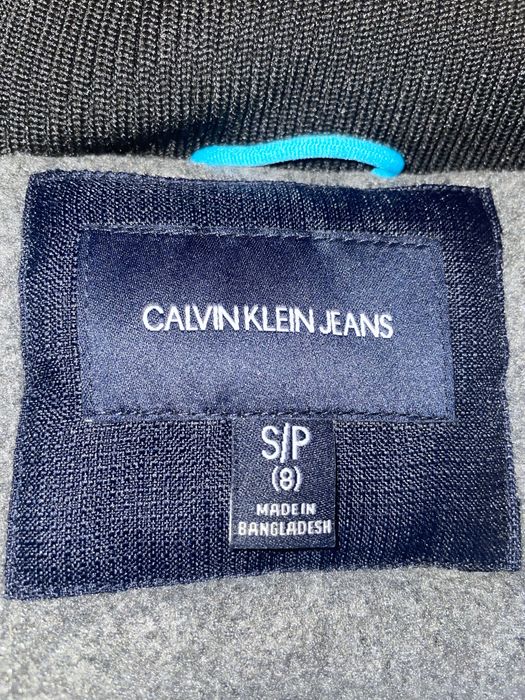 CALVIN KLEIN JEANS
S/P
(8)
MADE IN
BANGLADESH